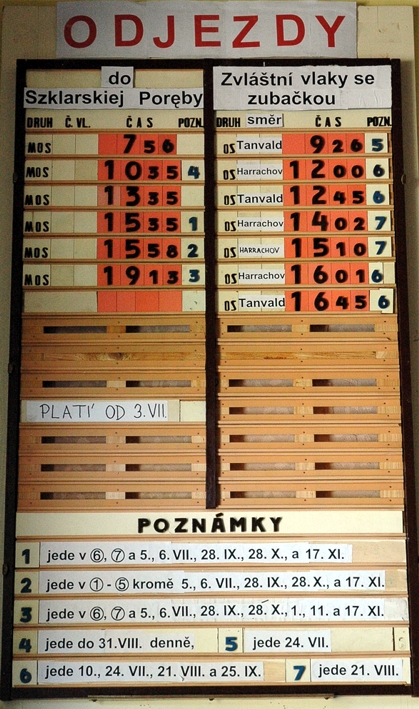 ODJEZDY
do
Szklarskiej Poręby
DRUH Č.VL. ČAS POZN.
MOS 7 56
MOS 10 35 4
MOS 13 35
MOS 15 35 1
MOS 15 58 2
MOS 19 13 3
PLATÍ OD 3.VII.
Zvláštní vlaky se
zubačkou
DRUH směr ČAS POZN.
OS Tanvald 9 26 5
OS Harrachov 12 00 6
OS Tanvald 12 45 6
OS Harrachov 14 02 7
OS HARRACHOV 15 10 7
OS Harrachov 16 01 6
OS Tanvald 16 45 6
POZNÁMKY
1 jede v ⑥, ⑦ a 5., 6. VII., 28. IX., 28. X., a 17. XI.
2 jede v ① - ⑤ kromě 5., 6. VII., 28. IX., 28. X., a 17. XI.
3 jede v ⑥, ⑦ a 5., 6. VII., 28. IX., 28. X., 1., 11. a 17. XI.
4 jede do 31.VIII. denně, 5 jede 24. VII.
6 jede 10., 24. VII., 21. VIII. a 25. IX. 7 jede 21. VIII.